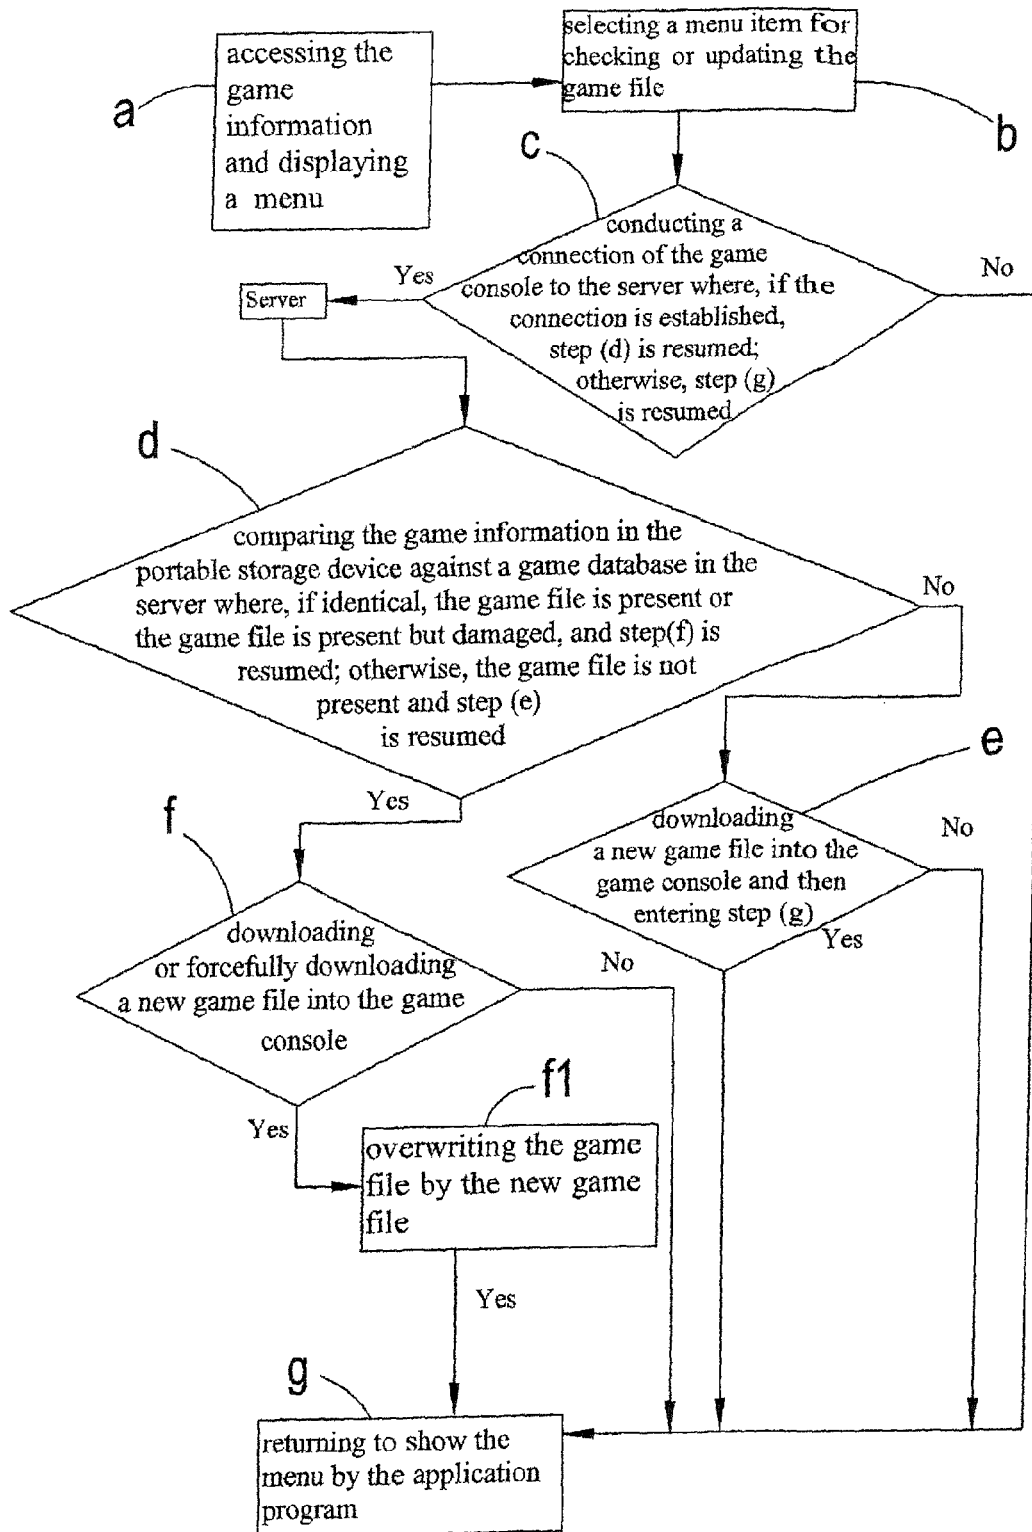 a
accessing the
game
information
and displaying
a menu
selecting a menu item for
checking or updating the
game file
b
c
conducting a
connection of the game
console to the server where, if the
connection is established,
step (d) is resumed;
otherwise, step (g)
is resumed
Yes
No
Server
d
comparing the game information in the
portable storage device against a game database in the
server where, if identical, the game file is present or
the game file is present but damaged, and step(f) is
resumed; otherwise, the game file is not
present and step (e)
is resumed
No
Yes
e
downloading
a new game file into the
game console and then
entering step (g)
No
Yes
f
downloading
or forcefully downloading
a new game file into the game
console
No
Yes
f1
overwriting the game
file by the new game
file
Yes
g
returning to show the
menu by the application
program